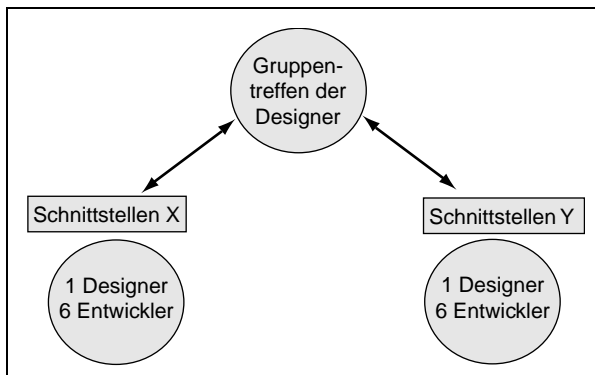 Gruppen-
treffen der
Designer
Schnittstellen X
Schnittstellen Y
1 Designer
6 Entwickler
1 Designer
6 Entwickler